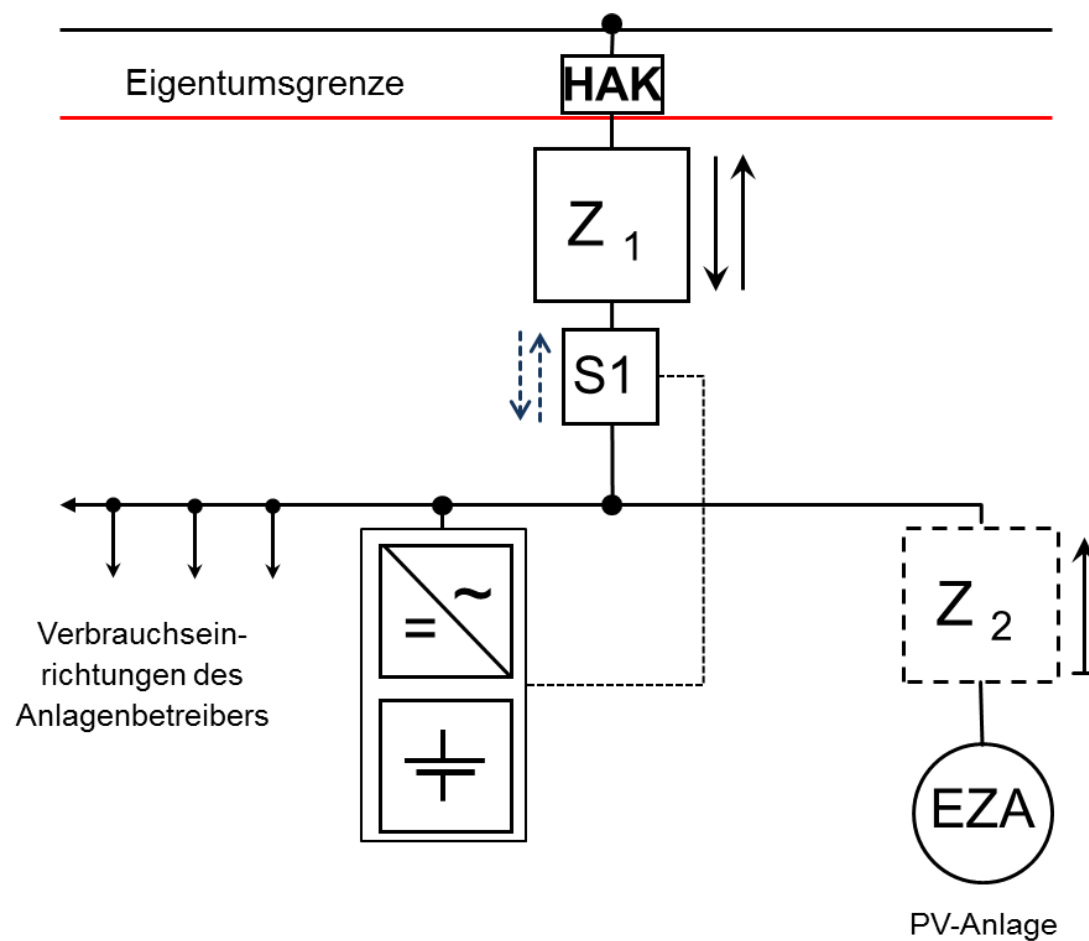 Eigentumsgrenze
HAK
Z 1
S1
Z 2
= ~
Verbrauchsein-
richtungen des
Anlagenbetreibers
EZA
PV-Anlage